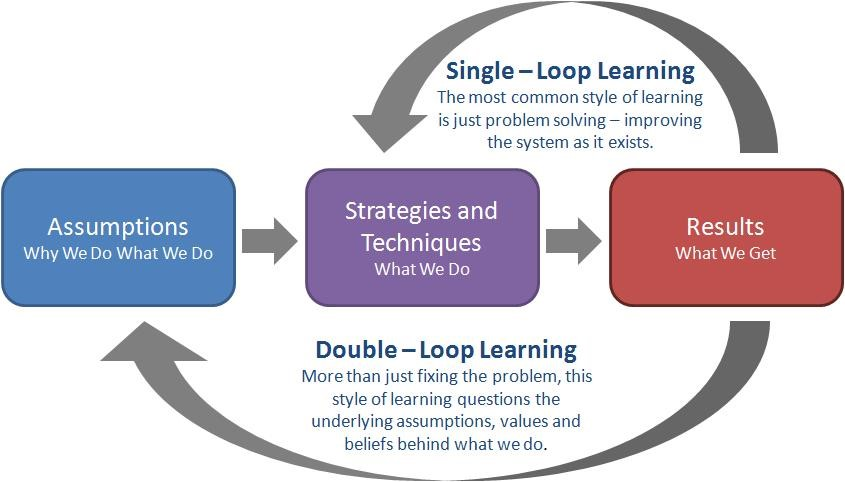 Single – Loop Learning
The most common style of learning
is just problem solving – improving
the system as it exists.
Assumptions
Why We Do What We Do
Strategies and
Techniques
What We Do
Results
What We Get
Double – Loop Learning
More than just fixing the problem, this
style of learning questions the
underlying assumptions, values and
beliefs behind what we do.